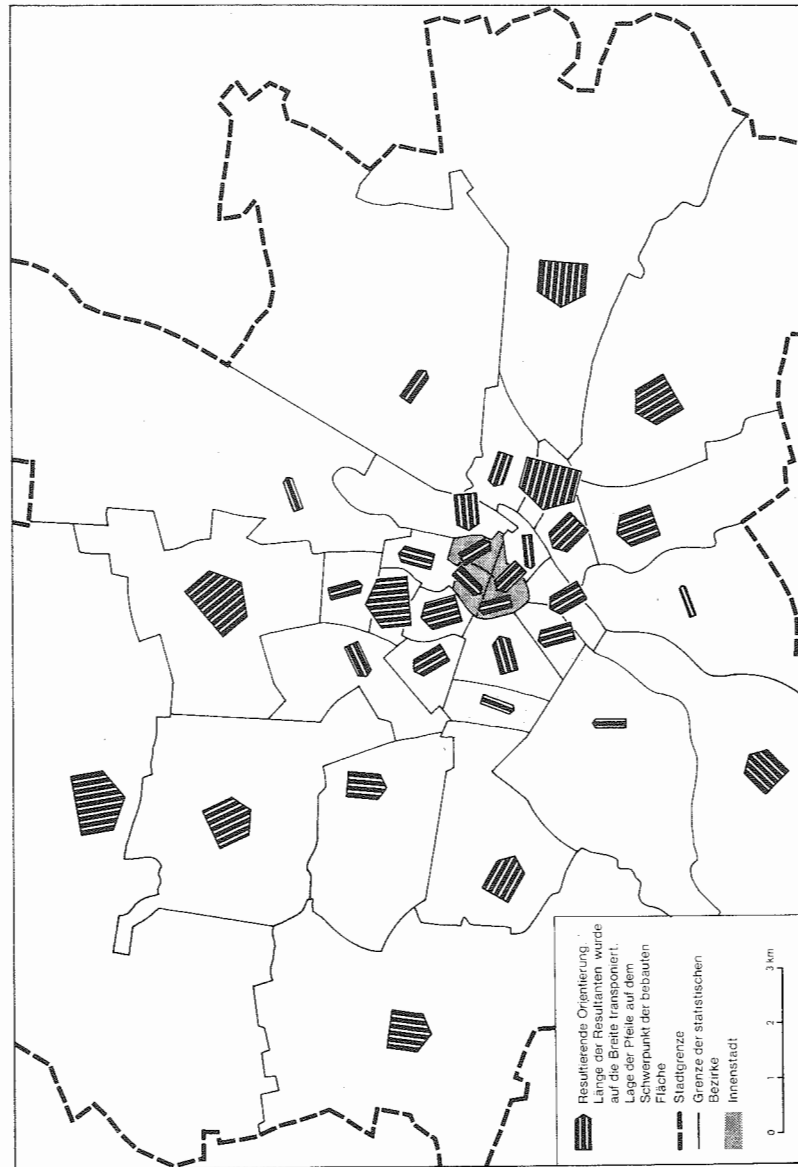 Resultierende Orientierung.
Länge der Resultanten wurde
auf die Breite transponiert.
Lage der Pfeile auf dem
Schwerpunkt der bebauten
Fläche
Stadtgrenze
Grenze der statistischen
Bezirke
Innenstadt
0 1 2 3 km